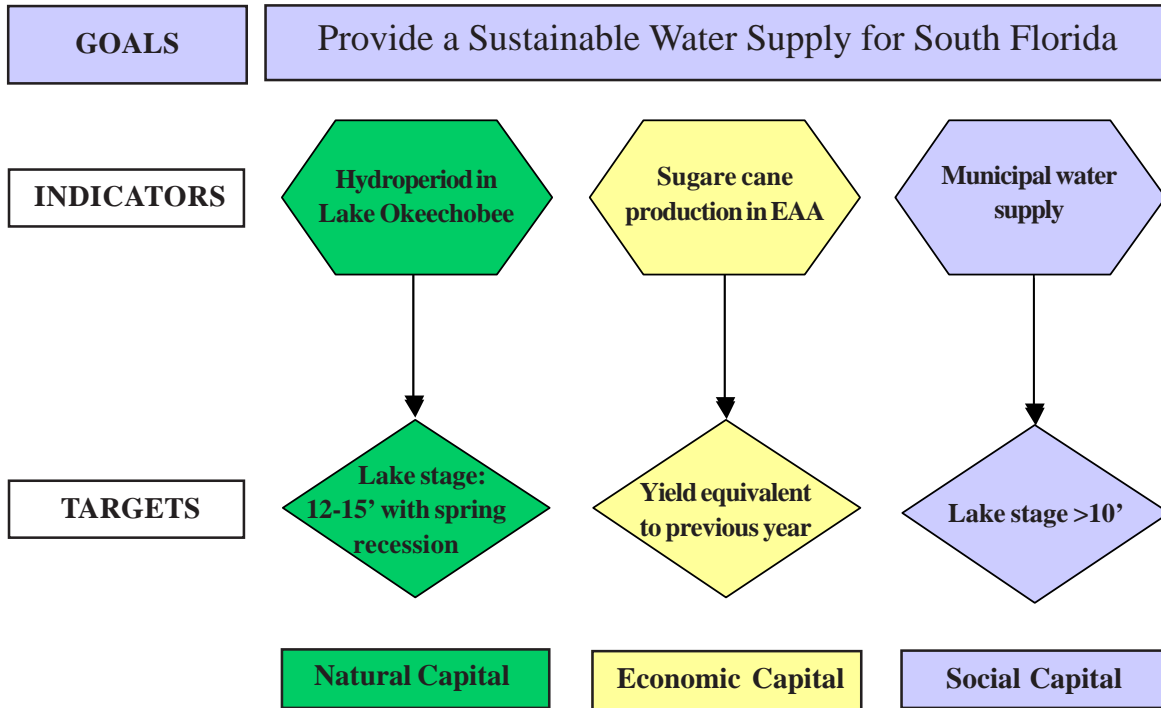 GOALS
Provide a Sustainable Water Supply for South Florida
INDICATORS
Hydroperiod in
Lake Okeechobee
Sugare cane
production in EAA
Municipal water
supply
TARGETS
Lake stage:
12-15’ with spring
recession
Yield equivalent
to previous year
Lake stage >10’
Natural Capital
Economic Capital
Social Capital